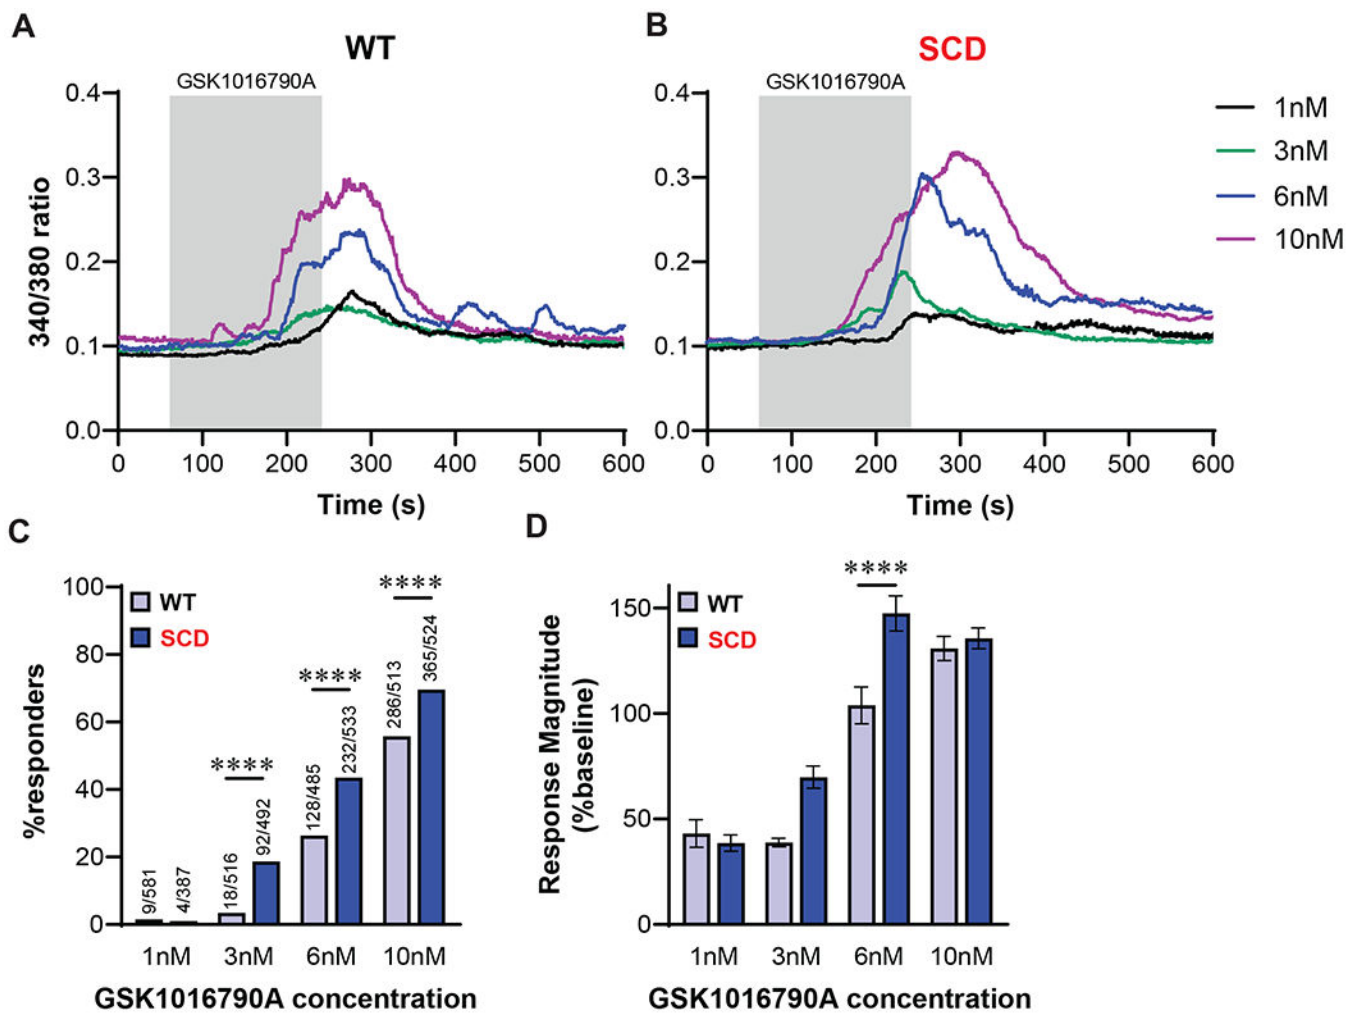 A
WT
GSK1016790A
0.4
0.3
0.2
0.1
0.0
340/380 ratio
0 100 200 300 400 500 600
Time (s)
B
SCD
GSK1016790A
0.4
0.3
0.2
0.1
0.0
0 100 200 300 400 500 600
Time (s)
1nM
3nM
6nM
10nM
C
100
80
60
40
20
0
%responders
WT
SCD
9/581
4/387
18/516
92/492
128/485
232/533
286/513
365/524
****
****
****
1nM 3nM 6nM 10nM
GSK1016790A concentration
D
150
100
50
0
Response Magnitude
(%baseline)
WT
SCD
****
1nM 3nM 6nM 10nM
GSK1016790A concentration